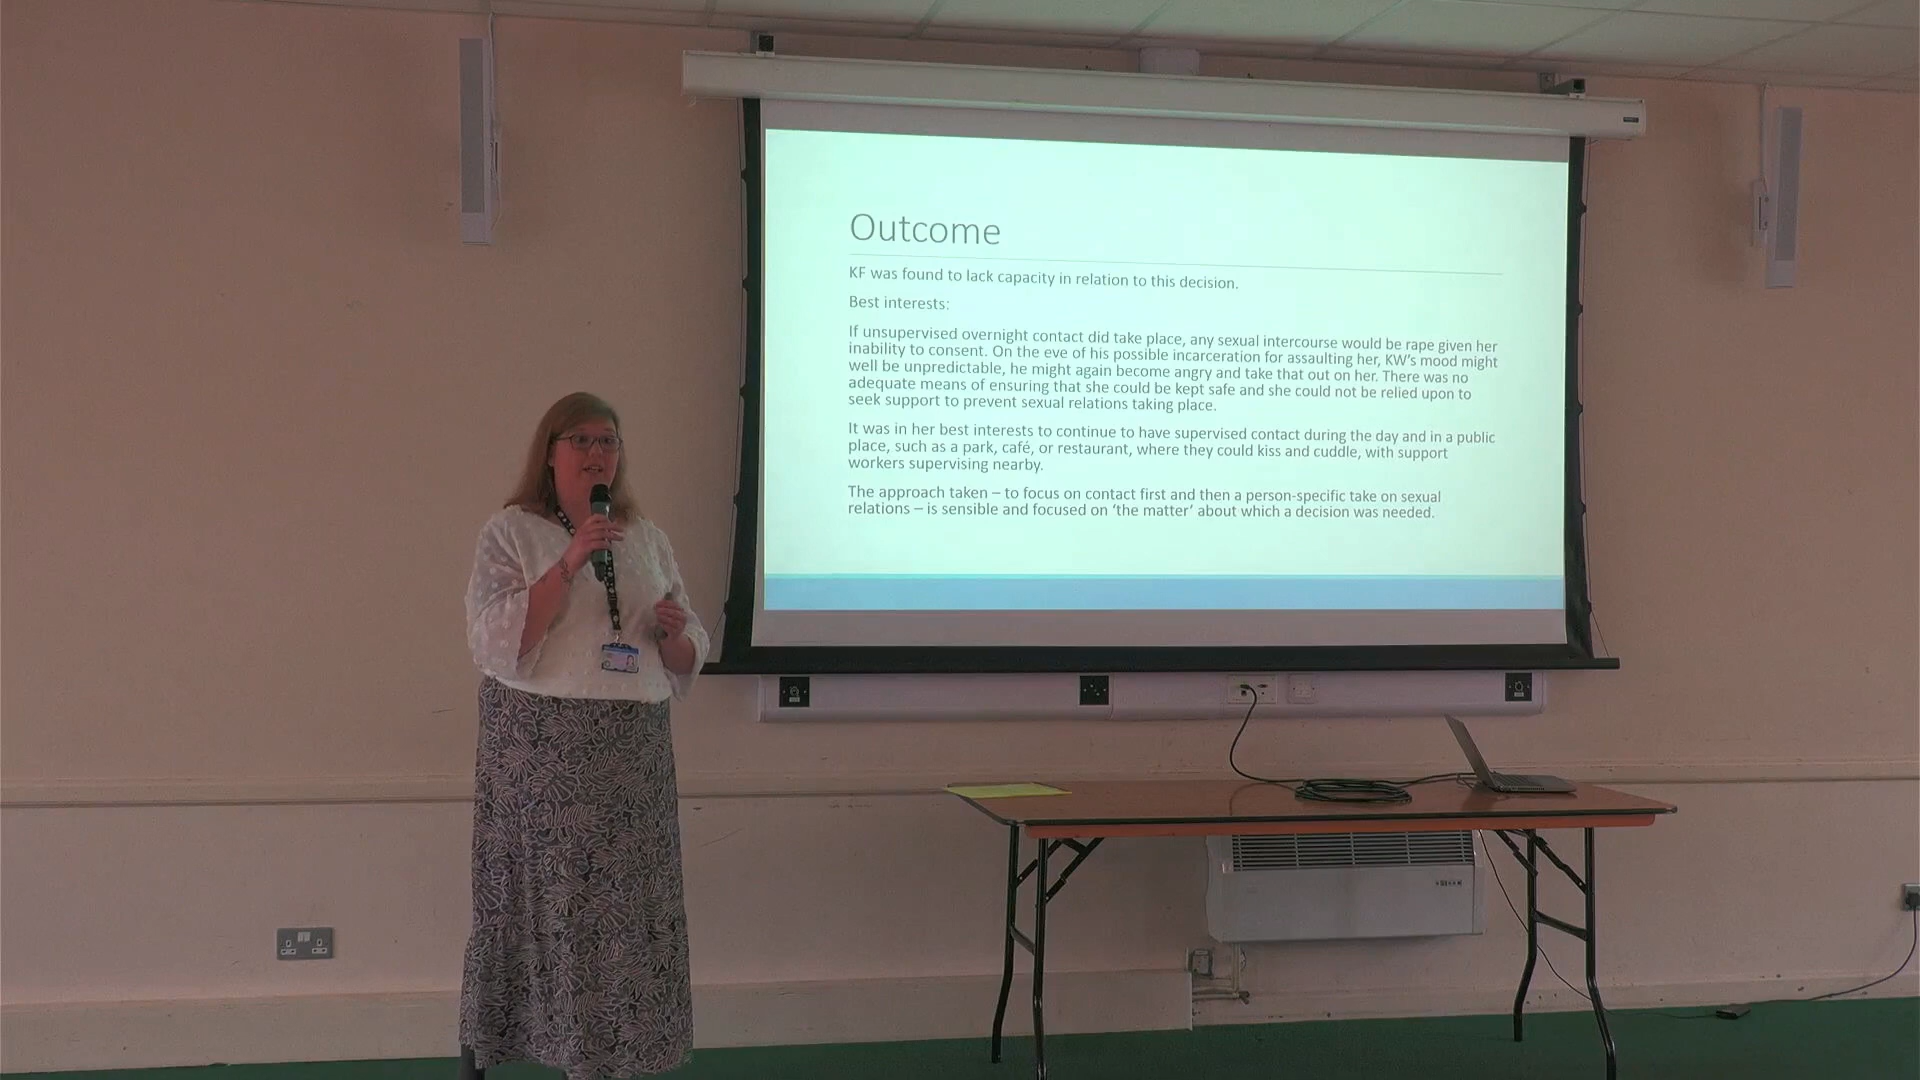 Outcome
KF was found to lack capacity in relation to this decision.
Best interests:
If unsupervised overnight contact did take place, any sexual intercourse would be rape given her
inability to consent. On the eve of his possible incarceration for assaulting her, KW's mood might
well be unpredictable, he might again become angry and take that out on her. There was no
adequate means of ensuring that she could be kept safe and she could not be relied upon to
seek support to prevent sexual relations taking place.
It was in her best interests to continue to have supervised contact during the day and in a public
place, such as a park, café, or restaurant, where they could kiss and cuddle, with support
workers supervising nearby.
The approach taken – to focus on contact first and then a person-specific take on sexual
relations – is sensible and focused on ‘the matter’ about which a decision was needed.